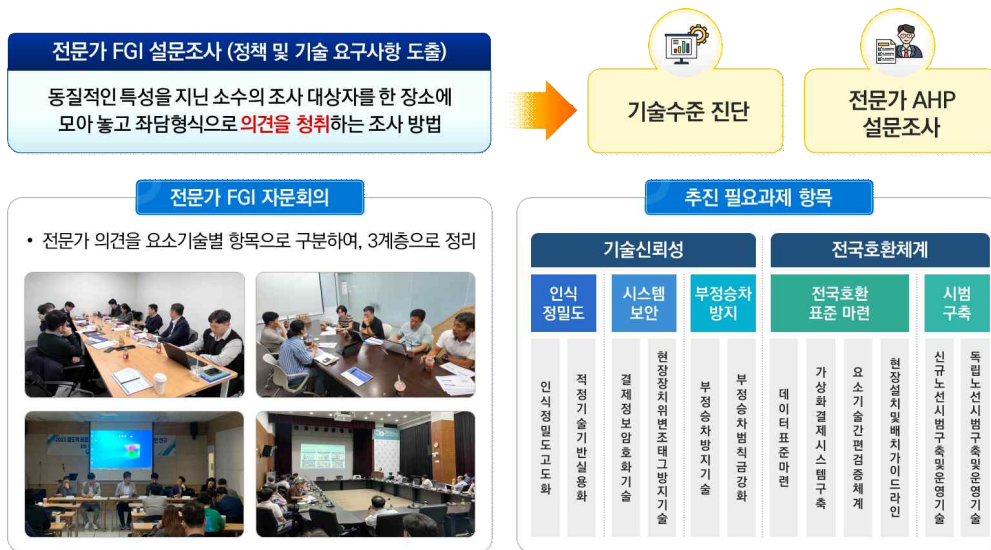 전문가 FGI 설문조사 (정책 및 기술 요구사항 도출)
동질적인 특성을 지닌 소수의 조사 대상자를 한 장소에
모아 놓고 좌담형식으로 의견을 청취하는 조사 방법
기술수준 진단
전문가 AHP
설문조사
전문가 FGI 자문회의
• 전문가 의견을 요소기술별 항목으로 구분하여, 3계층으로 정리
추진 필요과제 항목
기술신뢰성
전국호환체계
인식
정밀도
시스템
보안
부정승차
방지
전국호환
표준 마련
시범
구축
인식정밀도고도화
적정기술기반실용화
결제정보암호화기술
현장장치위변조태그방지기술
부정승차방지기술
부정승차범칙금강화
데이터표준마련
가상화결제시스템구축
요소기술간편검증체계
현장설치및배치가이드라인
신규노선시범구축및운영기술
독립노선시범구축및운영기술